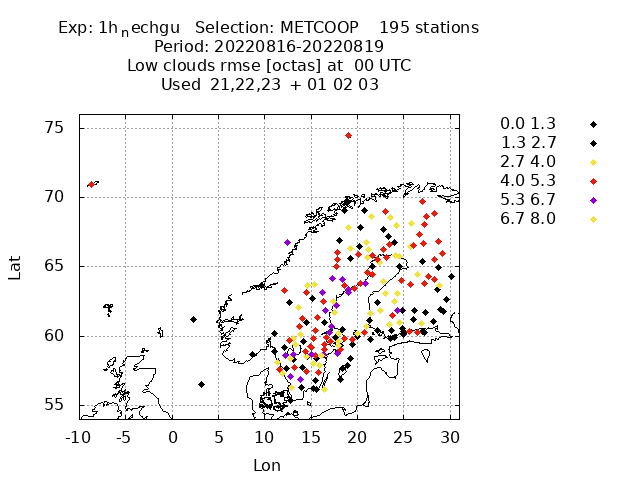 Exp: 1h_nechgu   Selection: METCOOP    195 stations
Period: 20220816-20220819
Low clouds rmse [octas] at  00 UTC
Used  21,22,23  + 01 02 03
0.0 1.3
1.3 2.7
2.7 4.0
4.0 5.3
5.3 6.7
6.7 8.0
75
70
65
60
55
Lat
-10 -5 0 5 10 15 20 25 30
Lon